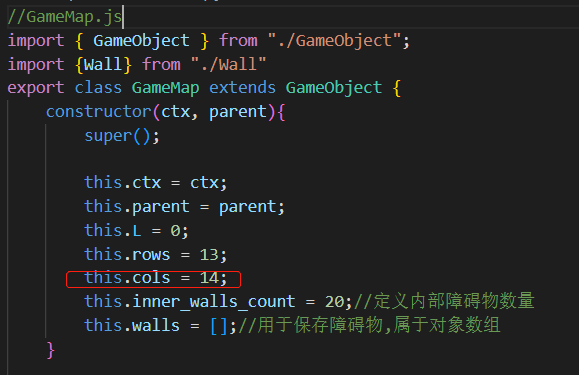 //GameMap.js
import { GameObject } from "./GameObject";
import {Wall} from "./Wall"
export class GameMap extends GameObject {
    constructor(ctx, parent){
        super();

        this.ctx = ctx;
        this.parent = parent;
        this.L = 0;
        this.rows = 13;
        this.cols = 14;
        this.inner_walls_count = 20;//定义内部障碍物数量
        this.walls = [];//用于保存障碍物,属于对象数组
    }